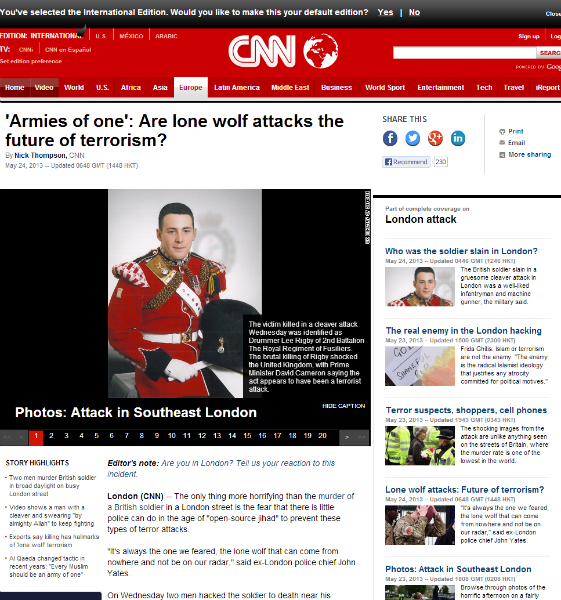 You've selected the International Edition. Would you like to make this your default edition? Yes | No
Close
EDITION: INTERNATIONAL
U.S.
MÉXICO
ARABIC
TV: CNNi
CNN en Español
Set edition preference
CNN
Sign up
Log
SEARC
POWERED BY Goog
Home
Video
World
U.S.
Africa
Asia
Europe
Latin America
Middle East
Business
World Sport
Entertainment
Tech
Travel
iReport
'Armies of one': Are lone wolf attacks the
future of terrorism?
By Nick Thompson, CNN
May 24, 2013 -- Updated 0648 GMT (1448 HKT)
SHARE THIS
Recommend
230
Print
Email
More sharing
The victim killed in a cleaver attack
Wednesday was identified as
Drummer Lee Rigby of 2nd Battalion
The Royal Regiment of Fusiliers.
The brutal killing of Rigby shocked
the United Kingdom, with Prime
Minister David Cameron saying the
act appears to have been a terrorist
attack.
HIDE CAPTION
Photos: Attack in Southeast London
<< < 1 2 3 4 5 6 7 8 9 10 11 12 13 14 15 16 17 18 19 20 > >>
STORY HIGHLIGHTS
Two men murder British soldier
in broad daylight on busy
London street
Video shows a man with a
cleaver and swearing "by
almighty Allah" to keep fighting
Experts say killing has hallmarks
of 'lone wolf' terrorism
Al Qaeda changed tactic in
recent years: "Every Muslim
should be an army of one"
Editor's note: Are you in London? Tell us your reaction to this
incident.
London (CNN) -- The only thing more horrifying than the murder of
a British soldier in a London street is the fear that there is little
police can do in the age of "open-source jihad" to prevent these
types of terror attacks.
"It's always the one we feared, the lone wolf that can come from
nowhere and not be on our radar," said ex-London police chief John
Yates.
On Wednesday two men hacked the soldier to death near his
Part of complete coverage on
London attack
Who was the soldier slain in London?
May 24, 2013 -- Updated 0446 GMT (1246 HKT)
The British soldier slain in a
gruesome cleaver attack in
London was a well-liked
infantryman and machine
gunner, the military said.
The real enemy in the London hacking
May 23, 2013 -- Updated 1500 GMT (2300 HKT)
Frida Ghitis: Islam or terrorism
are not the enemy. "The enemy
is the radical Islamist ideology
that justifies any atrocity
committed for political motives."
Terror suspects, shoppers, cell phones
May 23, 2013 -- Updated 1943 GMT (0343 HKT)
The shocking images from the
attack are unlike anything seen
on the streets of Britain, where
the murder rate is one of the
lowest in the world.
Lone wolf attacks: Future of terrorism?
May 24, 2013 -- Updated 0648 GMT (1448 HKT)
"It's always the one we feared,
the lone wolf that can come from
nowhere and not be on our
radar," said ex-London
police chief John Yates.
Photos: Attack in Southeast London
May 23, 2013 -- Updated 1808 GMT (0208 HKT)
Browse through photos of the
horrific afternoon on a fairly